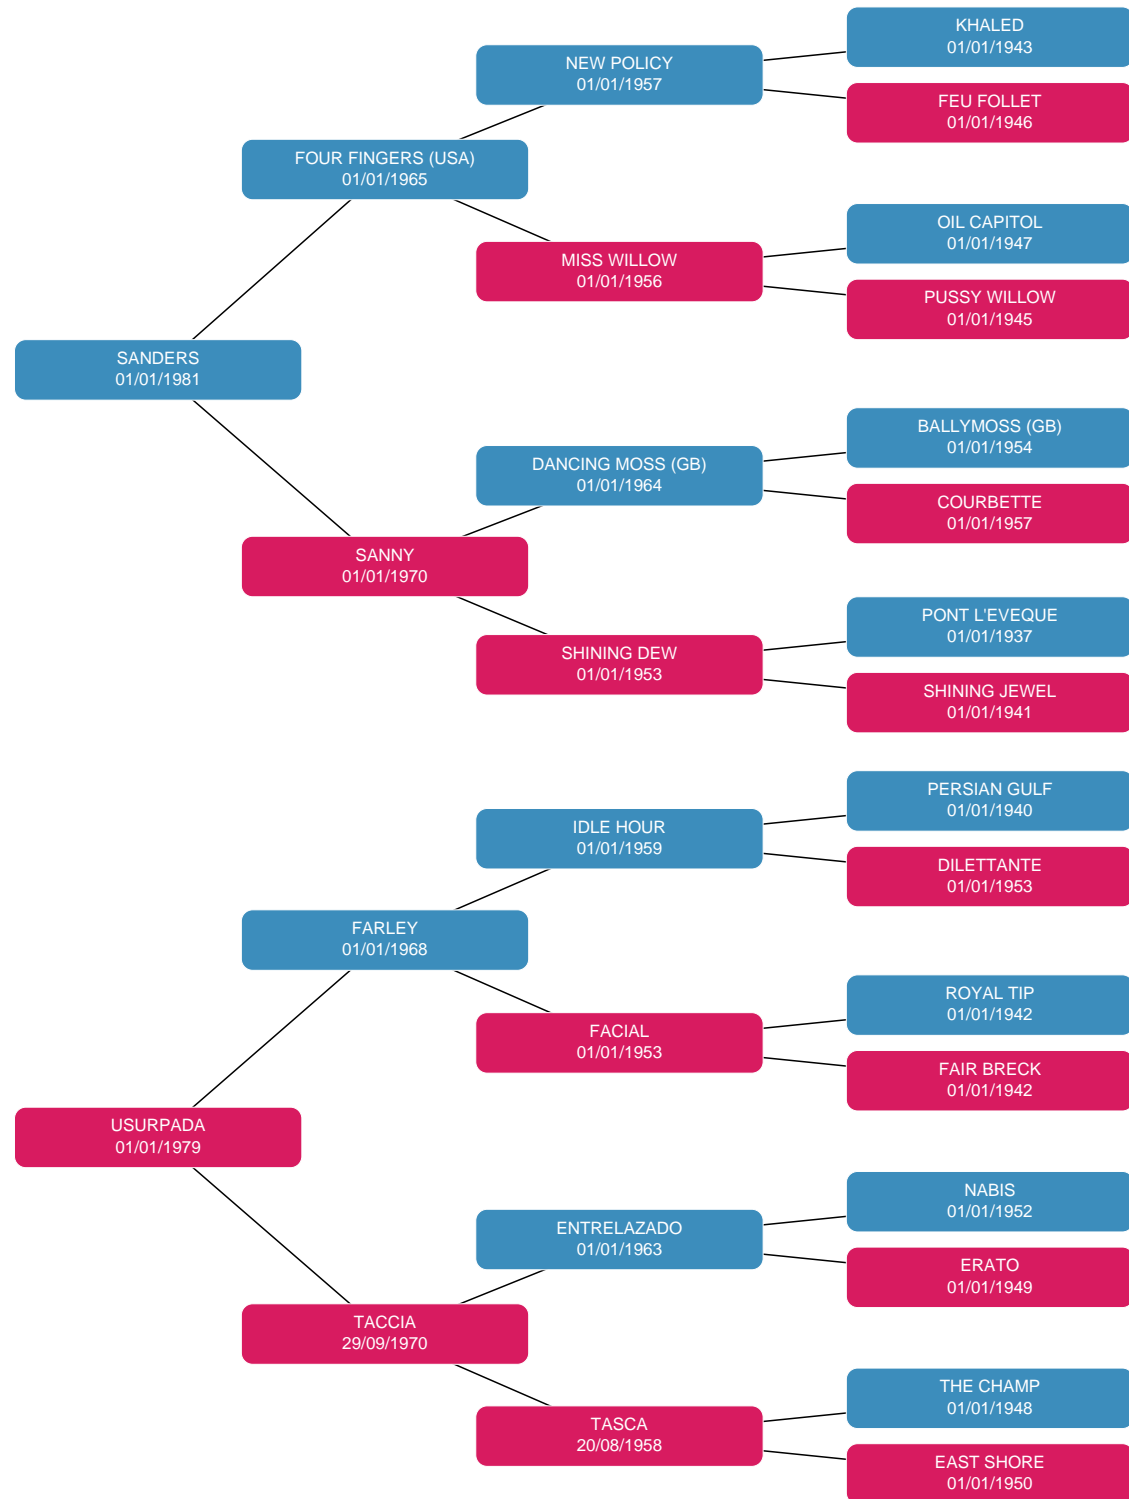 KHALED
01/01/1943
NEW POLICY
01/01/1957
FEU FOLLET
01/01/1946
FOUR FINGERS (USA)
01/01/1965
OIL CAPITOL
01/01/1947
MISS WILLOW
01/01/1956
PUSSY WILLOW
01/01/1945
SANDERS
01/01/1981
BALLYMOSS (GB)
01/01/1954
DANCING MOSS (GB)
01/01/1964
COURBETTE
01/01/1957
SANNY
01/01/1970
PONT L'EVEQUE
01/01/1937
SHINING DEW
01/01/1953
SHINING JEWEL
01/01/1941
PERSIAN GULF
01/01/1940
IDLE HOUR
01/01/1959
DILETTANTE
01/01/1953
FARLEY
01/01/1968
ROYAL TIP
01/01/1942
FACIAL
01/01/1953
FAIR BRECK
01/01/1942
USURPADA
01/01/1979
NABIS
01/01/1952
ENTRELAZADO
01/01/1963
ERATO
01/01/1949
TACCIA
29/09/1970
THE CHAMP
01/01/1948
TASCA
20/08/1958
EAST SHORE
01/01/1950